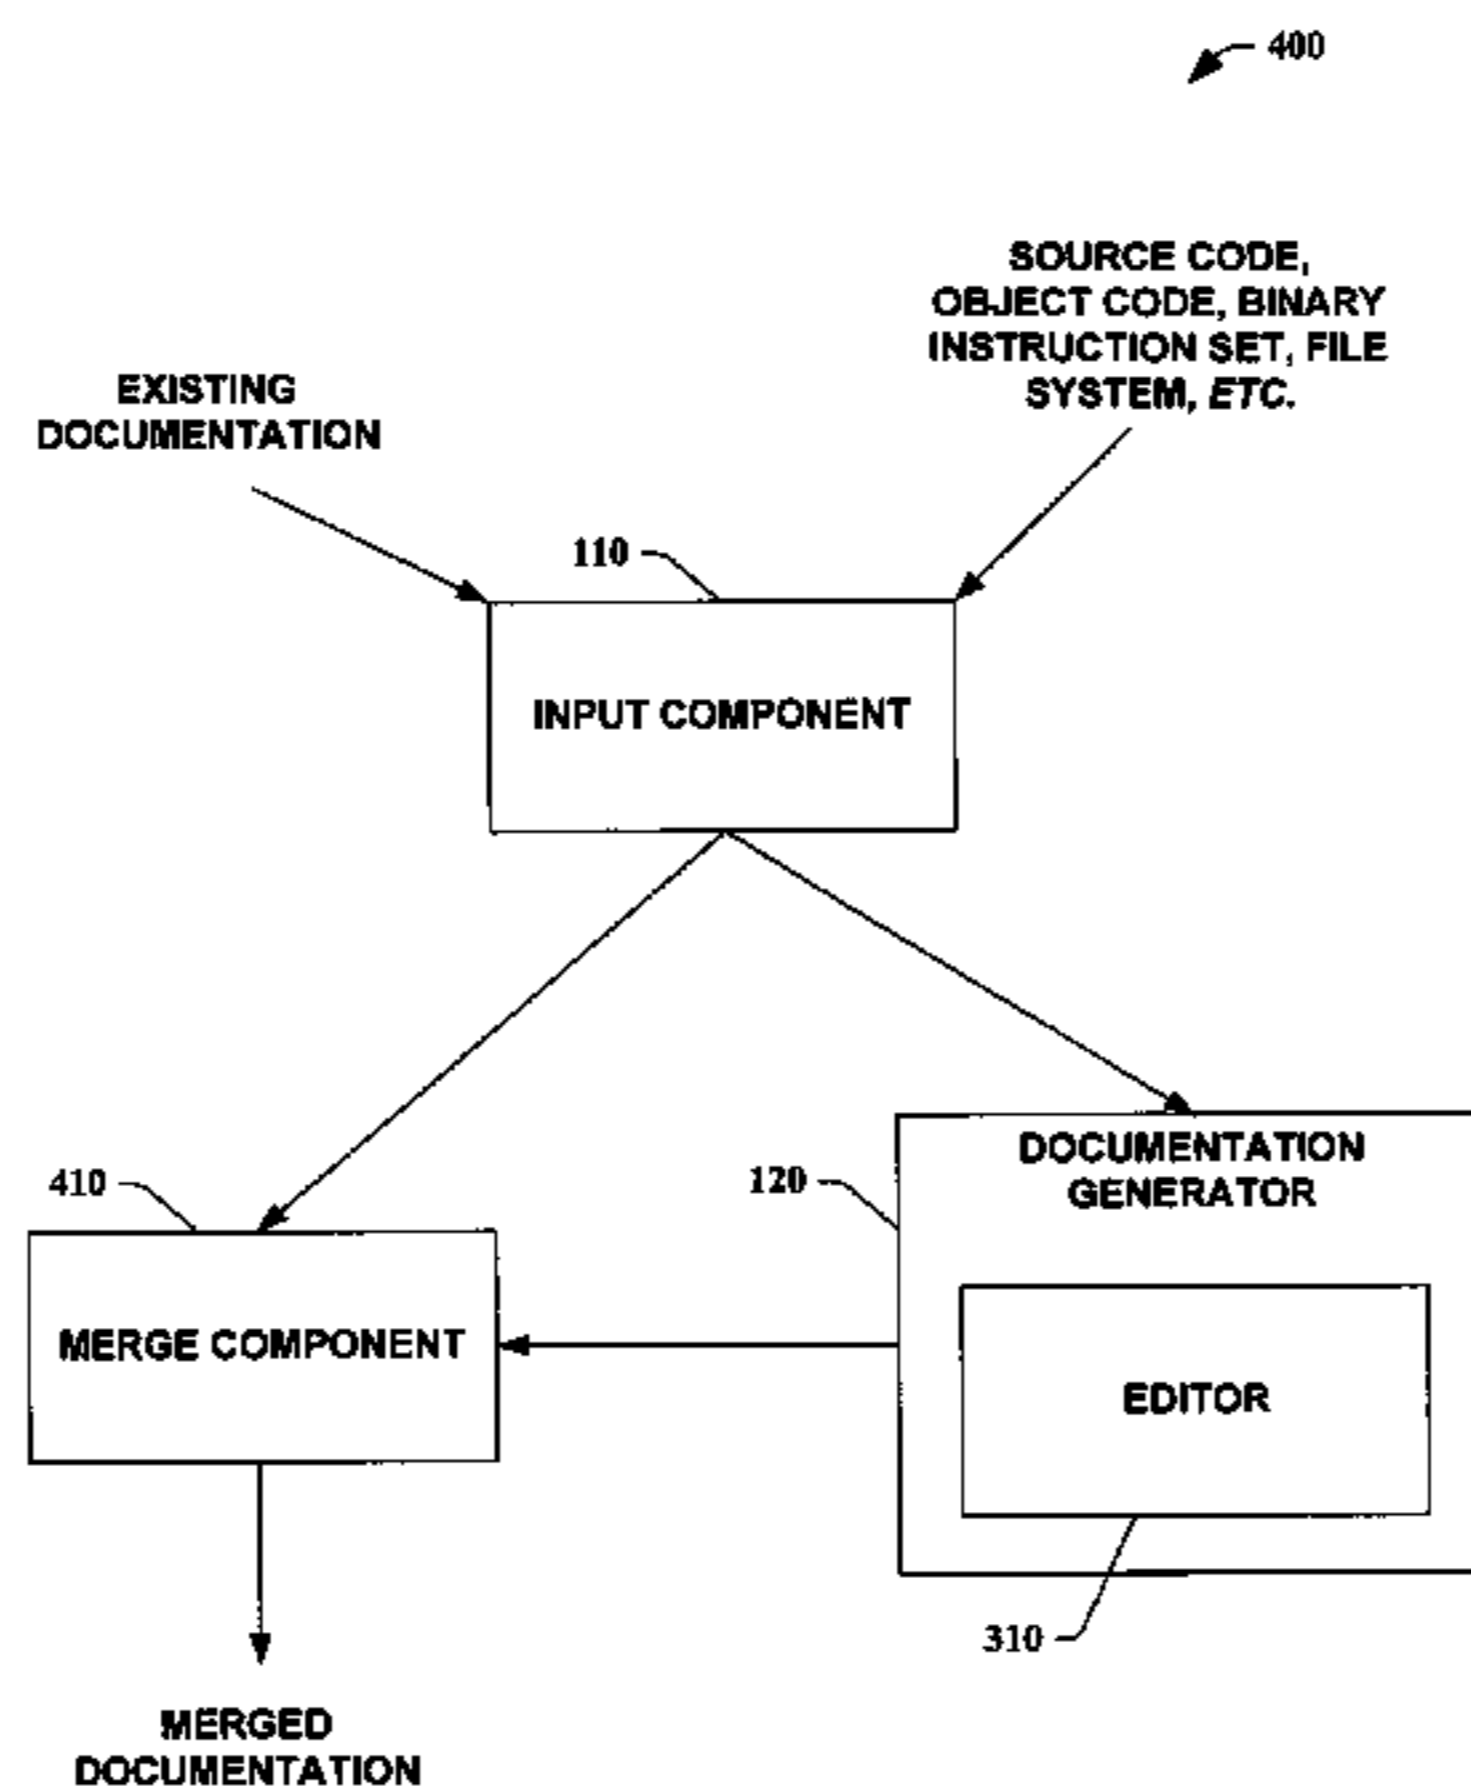 400
SOURCE CODE,
OBJECT CODE, BINARY
INSTRUCTION SET, FILE
SYSTEM, ETC.
EXISTING
DOCUMENTATION
110
INPUT COMPONENT
410
MERGE COMPONENT
120
DOCUMENTATION
GENERATOR
EDITOR
310
MERGED
DOCUMENTATION